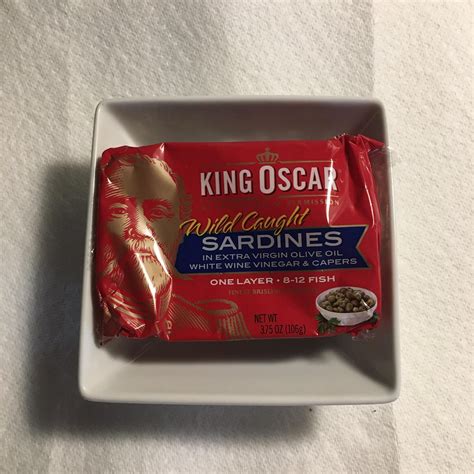 KING OSCAR
Wild Caught
SARDINES
IN EXTRA VIRGIN OLIVE OIL
WHITE WINE VINEGAR & CAPERS
ONE LAYER • 8-12 FISH
NET WT.
3.75 OZ (106g)